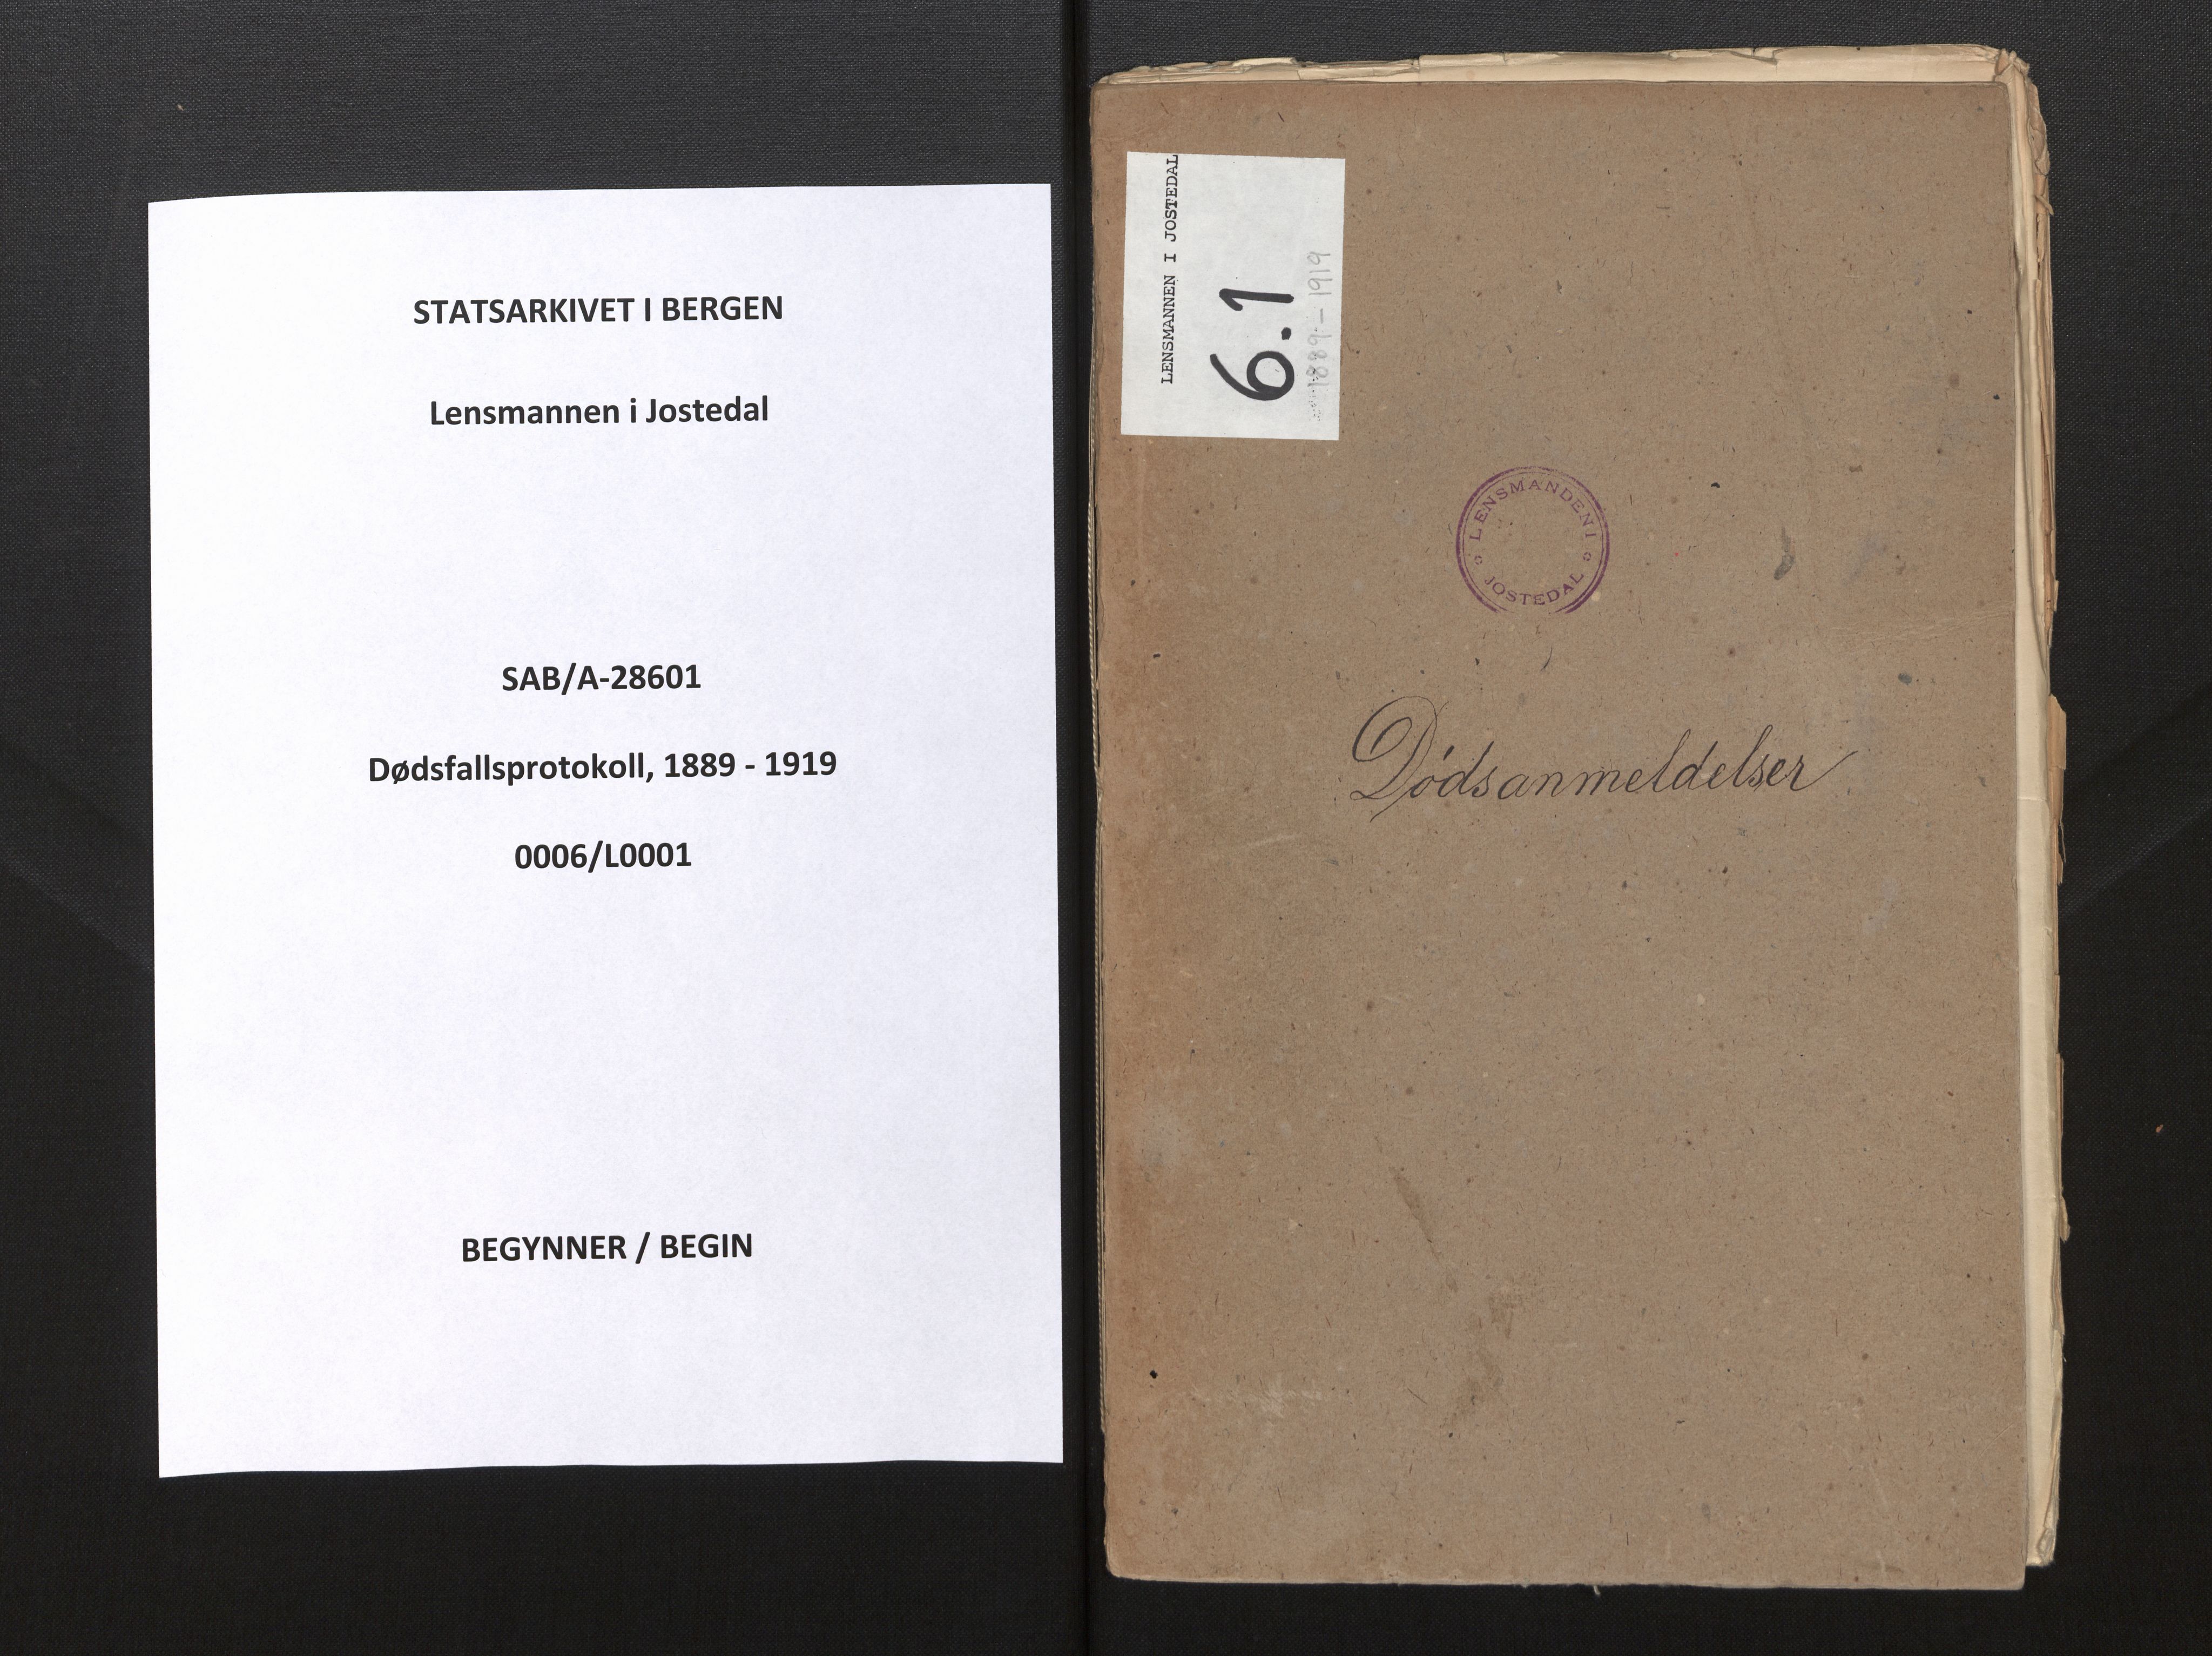 STATSARKIVET I BERGEN
Lensmannen i Jostedal
SAB/A-28601
Dødsfallsprotokoll, 1889 - 1919
0006/L0001
BEGYNNER / BEGIN
LENSMANNEN I JOSTEDAL
6.1
1889-1919
LENSMANDEN I
JOSTEDAL
Dødsanmeldelser